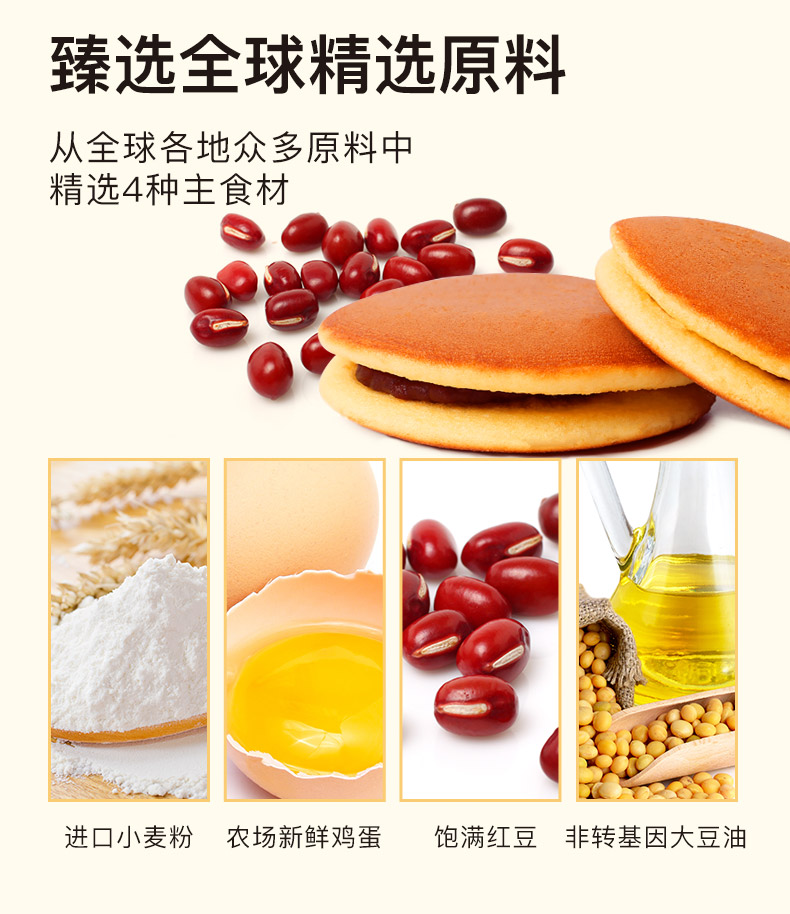 臻选全球精选原料
从全球各地众多原料中
精选4种主食材
进口小麦粉
农场新鲜鸡蛋
饱满红豆
非转基因大豆油